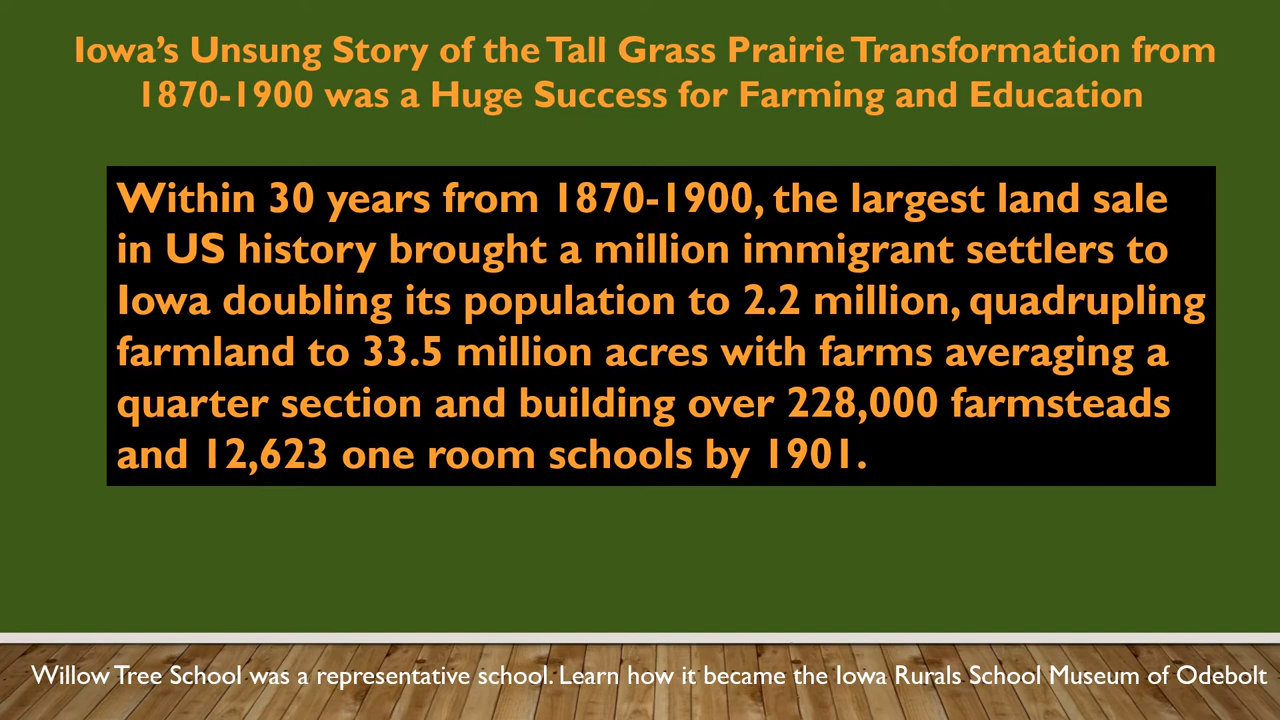 Iowa's Unsung Story of the Tall Grass Prairie Transformation from
1870-1900 was a Huge Success for Farming and Education
Within 30 years from 1870-1900, the largest land sale
in US history brought a million immigrant settlers to
Iowa doubling its population to 2.2 million, quadrupling
farmland to 33.5 million acres with farms averaging a
quarter section and building over 228,000 farmsteads
and 12,623 one room schools by 1901.
Willow Tree School was a representative school. Learn how it became the Iowa Rurals School Museum of Odebolt